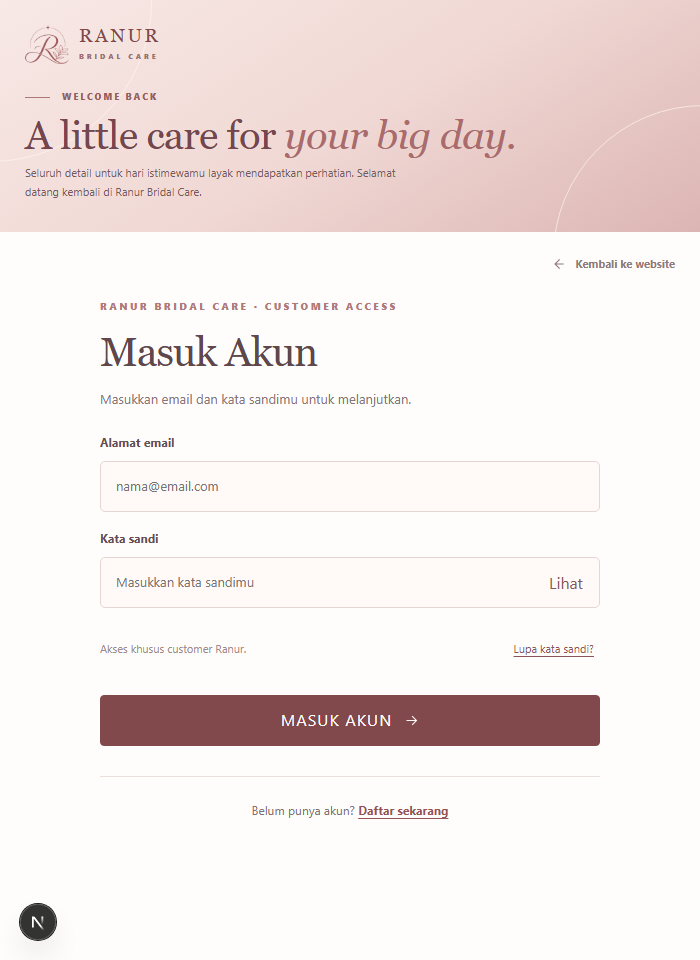 R
RANUR
BRIDAL CARE
WELCOME BACK
A little care for your big day.
Seluruh detail untuk hari istimewamu layak mendapatkan perhatian. Selamat
datang kembali di Ranur Bridal Care.
← Kembali ke website
RANUR BRIDAL CARE · CUSTOMER ACCESS
Masuk Akun
Masukkan email dan kata sandimu untuk melanjutkan.
Alamat email
nama@email.com
Kata sandi
Masukkan kata sandimu
Lihat
Akses khusus customer Ranur.
Lupa kata sandi?
MASUK AKUN →
Belum punya akun? Daftar sekarang
N